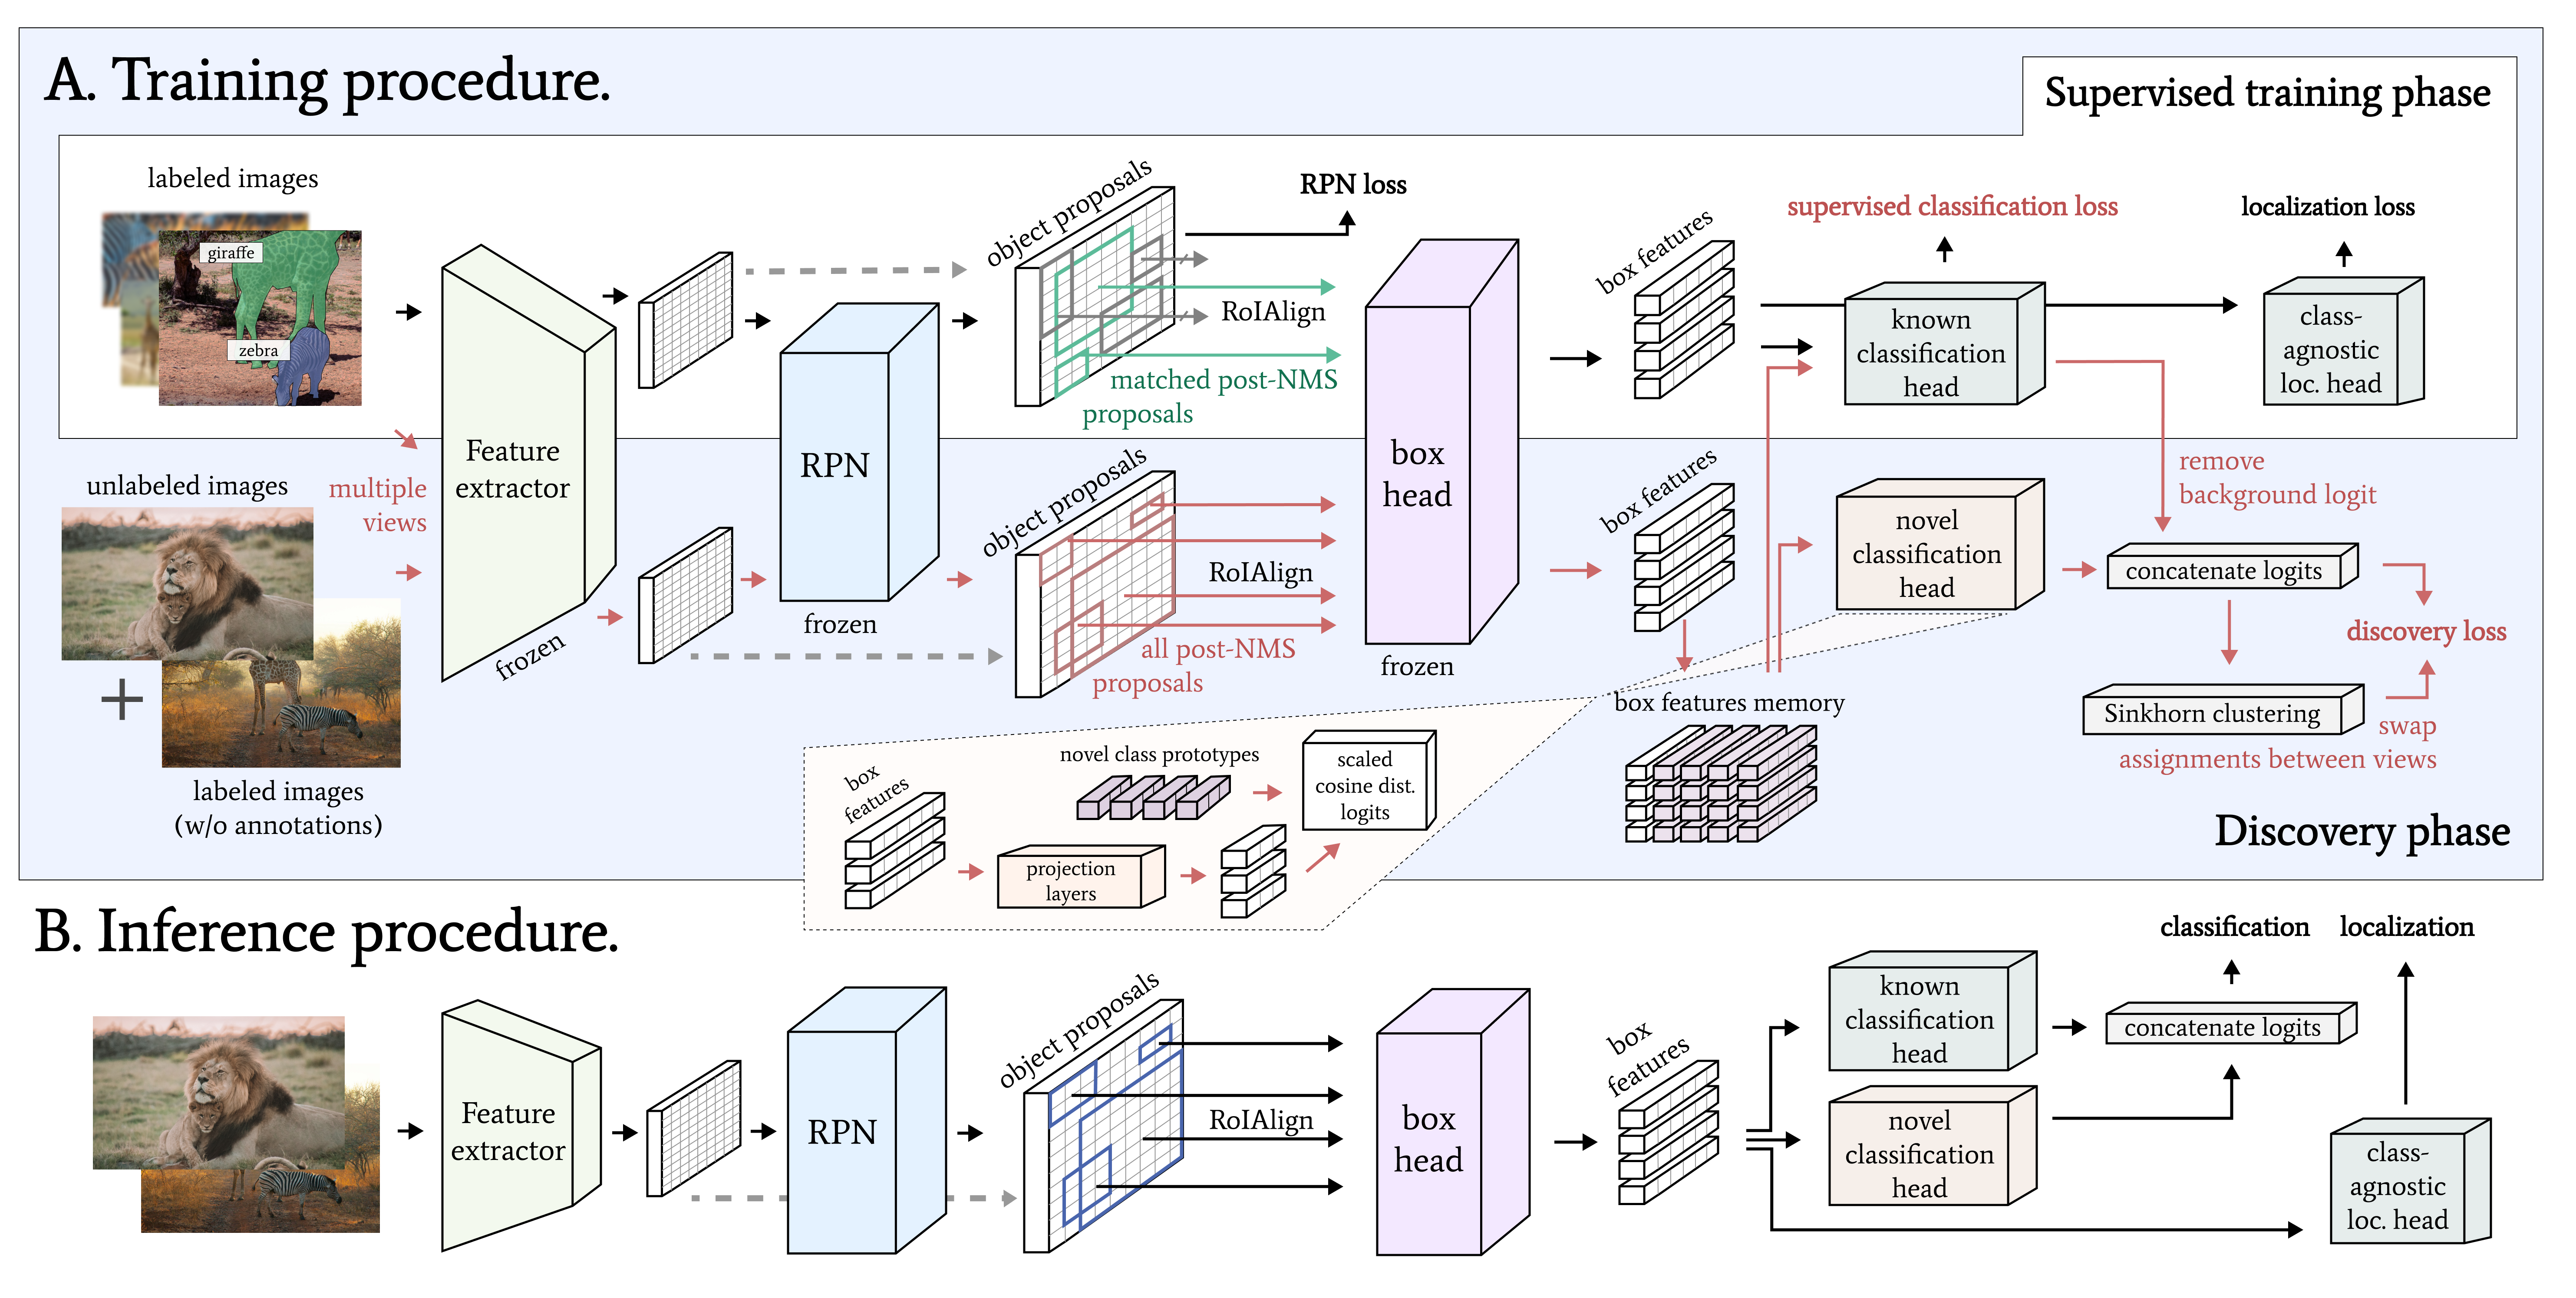 A. Training procedure.
Supervised training phase
labeled images
giraffe
zebra
object proposals
RPN loss
RoIAlign
matched post-NMS
proposals
box features
supervised classification loss
localization loss
known
classification
head
class-
agnostic
loc. head
Feature
extractor
frozen
RPN
frozen
box
head
frozen
multiple
views
unlabeled images
+
labeled images
(w/o annotations)
object proposals
RoIAlign
all post-NMS
proposals
box features
novel
classification
head
remove
background logit
concatenate logits
discovery loss
Sinkhorn clustering
swap
assignments between views
box features memory
Discovery phase
box
features
novel class prototypes
projection
layers
scaled
cosine dist.
logits
B. Inference procedure.
Feature
extractor
RPN
object proposals
RoIAlign
box
head
box
features
known
classification
head
novel
classification
head
classification
localization
concatenate logits
class-
agnostic
loc. head